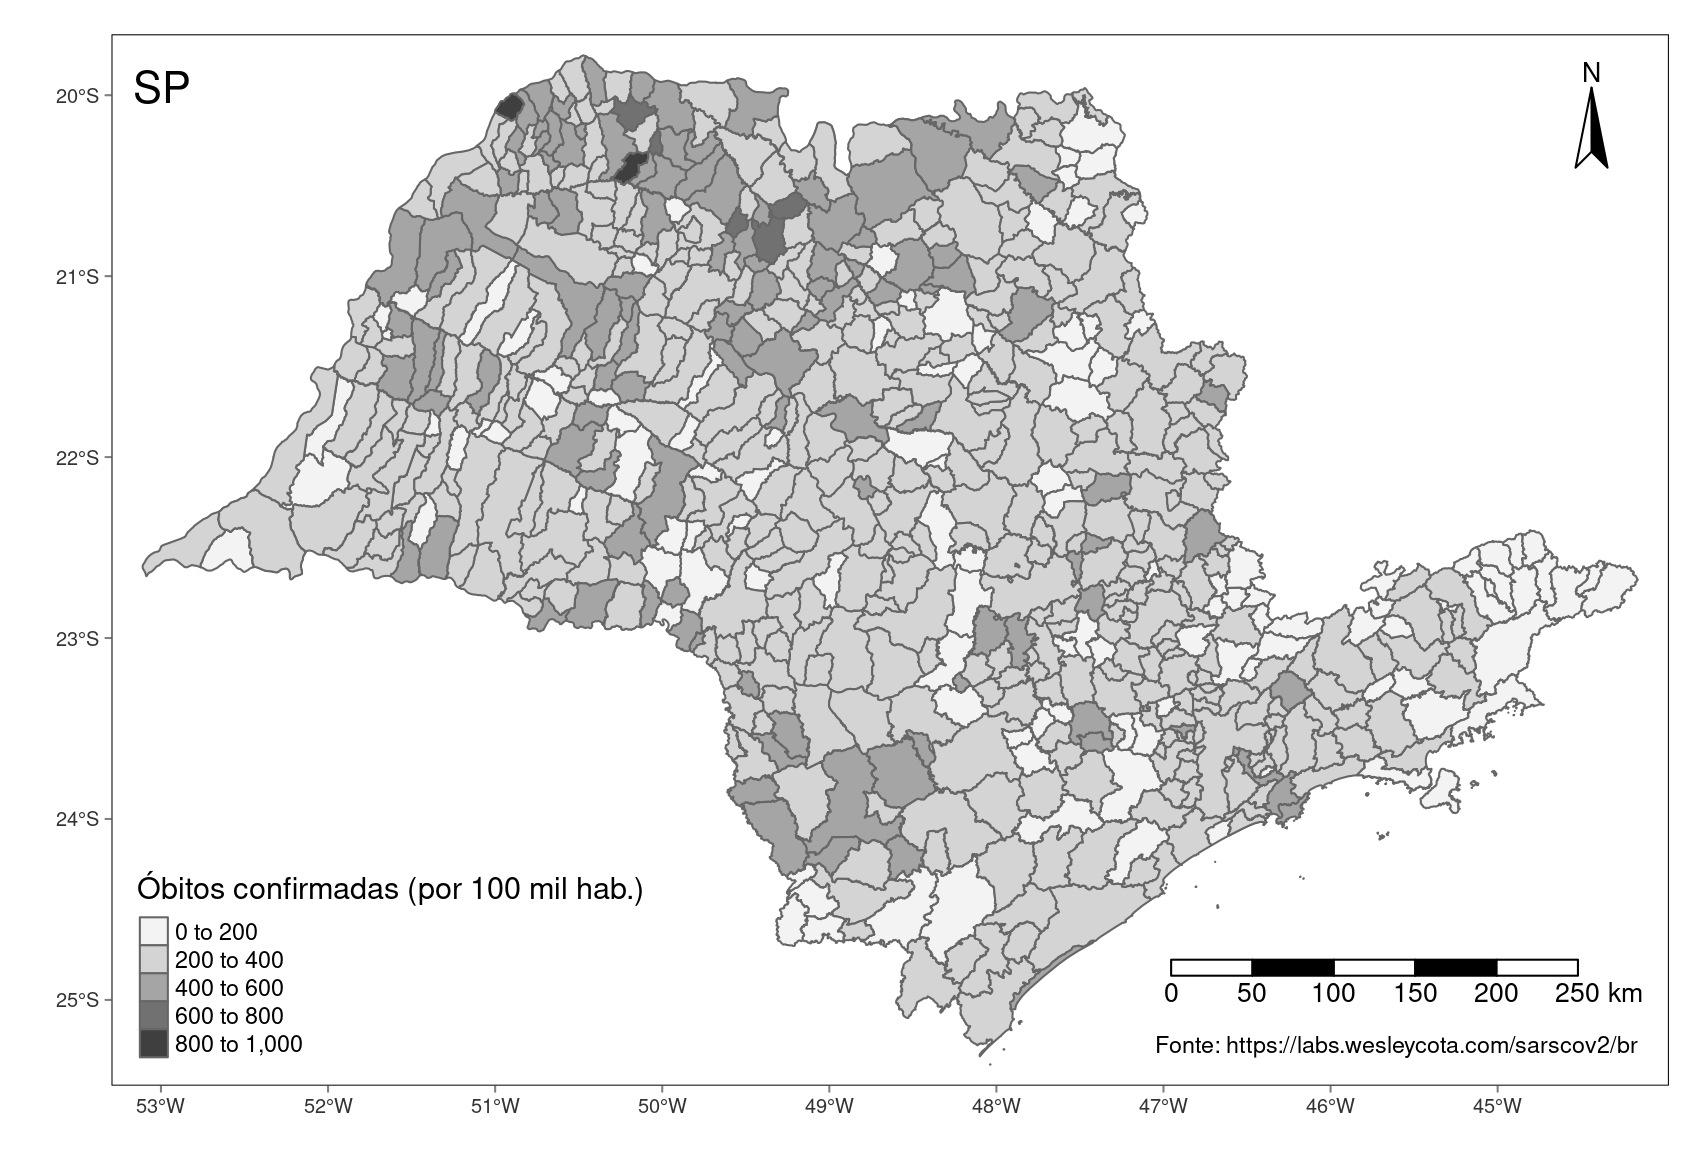 SP
N
20°S
21°S
22°S
23°S
24°S
25°S
Óbitos confirmadas (por 100 mil hab.)
0 to 200
200 to 400
400 to 600
600 to 800
800 to 1,000
0 50 100 150 200 250 km
Fonte: https://labs.wesleycota.com/sarscov2/br
53°W 52°W 51°W 50°W 49°W 48°W 47°W 46°W 45°W